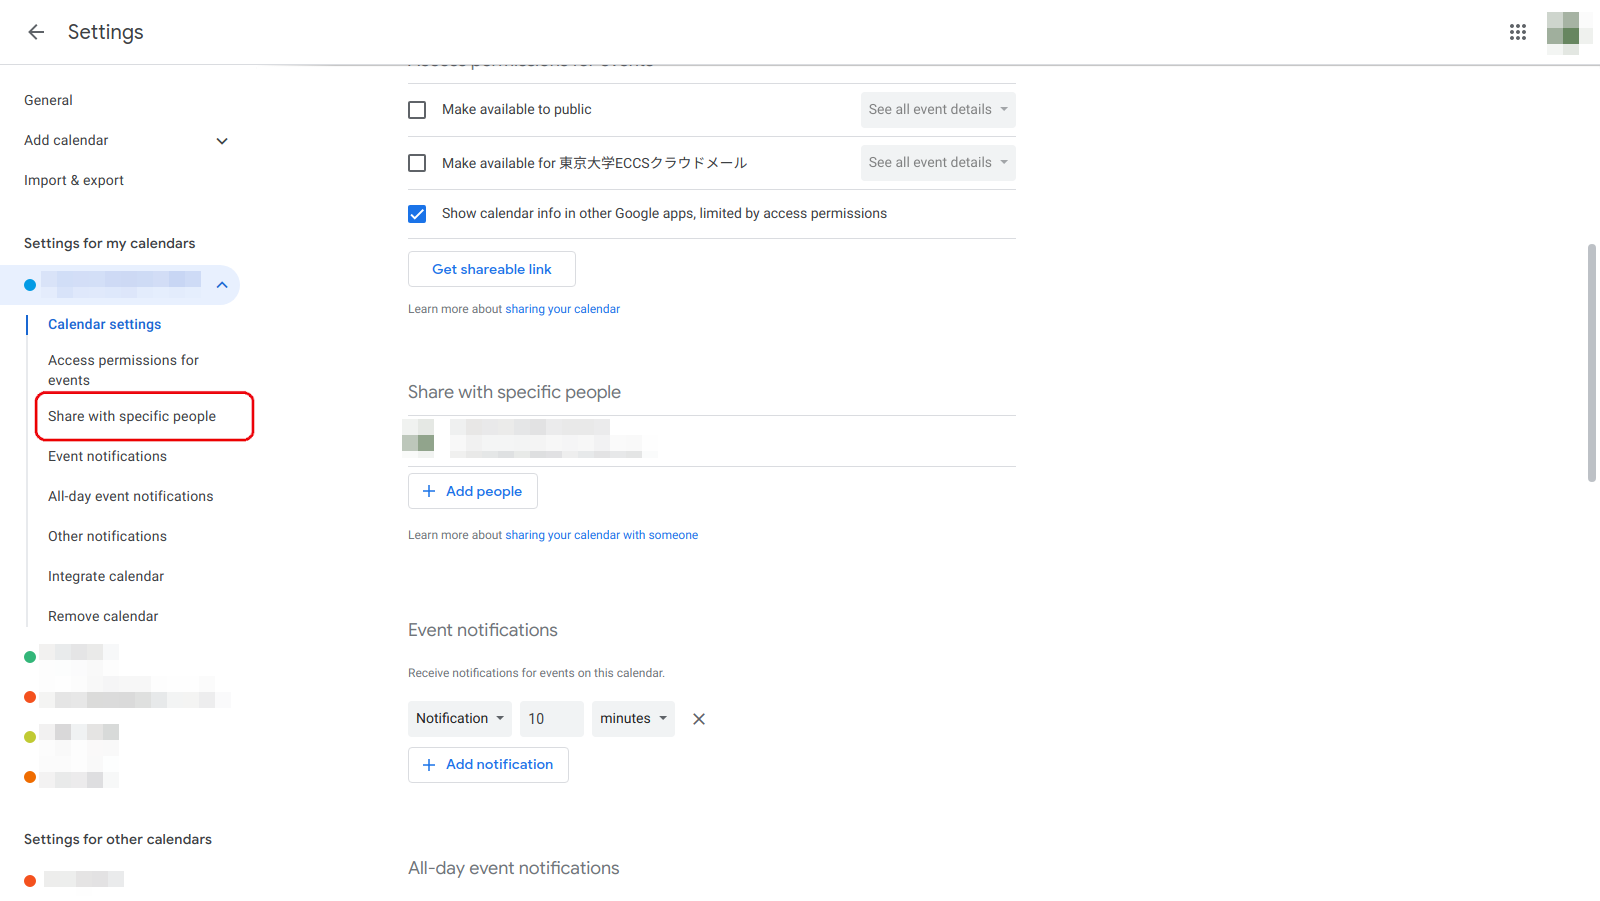 Settings
General
Add calendar
Import & export
Settings for my calendars
Calendar settings
Access permissions for
events
Share with specific people
Event notifications
All-day event notifications
Other notifications
Integrate calendar
Remove calendar
Settings for other calendars
Access permissions for events
Make available to public
See all event details
Make available for 東京大学ECCSクラウドメール
See all event details
Show calendar info in other Google apps, limited by access permissions
Get shareable link
Learn more about sharing your calendar
Share with specific people
Add people
Learn more about sharing your calendar with someone
Event notifications
Receive notifications for events on this calendar.
Notification 10 minutes
Add notification
All-day event notifications